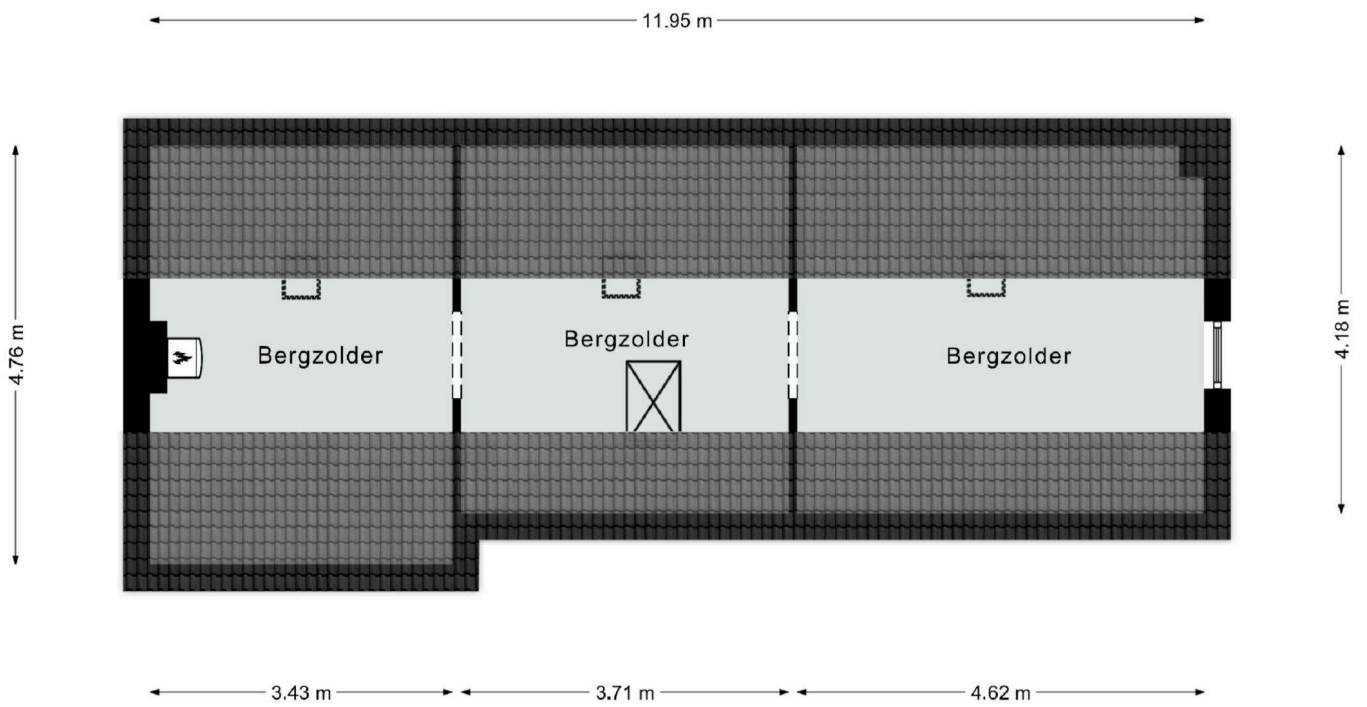 11.95 m
4.76 m
4.18 m
Bergzolder
Bergzolder
Bergzolder
3.43 m
3.71 m
4.62 m